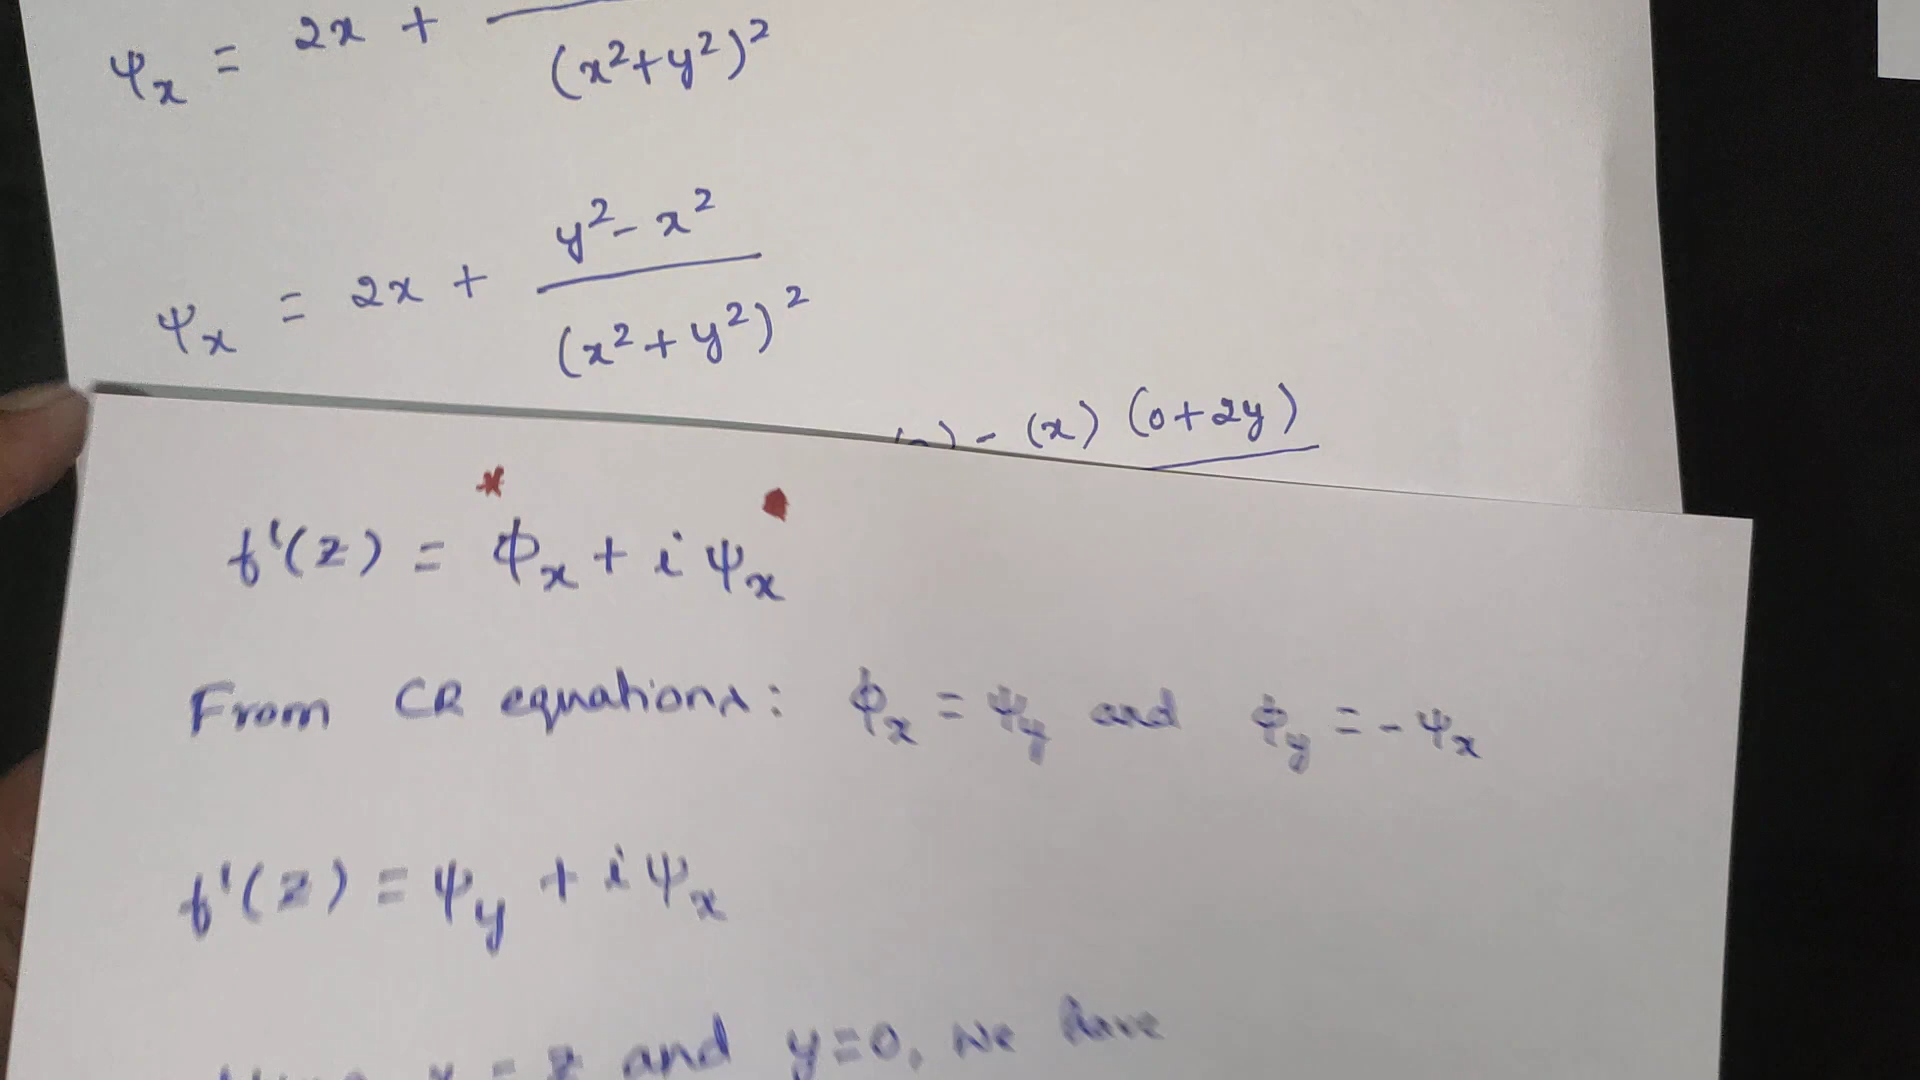 ψx = 2x + (x²+y²)²
ψx = 2x + y²- x² / (x²+y²)²
) - (x) (0+2y)
f'(z) = ϕx + i ψx
From CR equations: ϕx = ψy and ϕy = - ψx
f'(z) = ψy + i ψx
x = z and y=0, we have